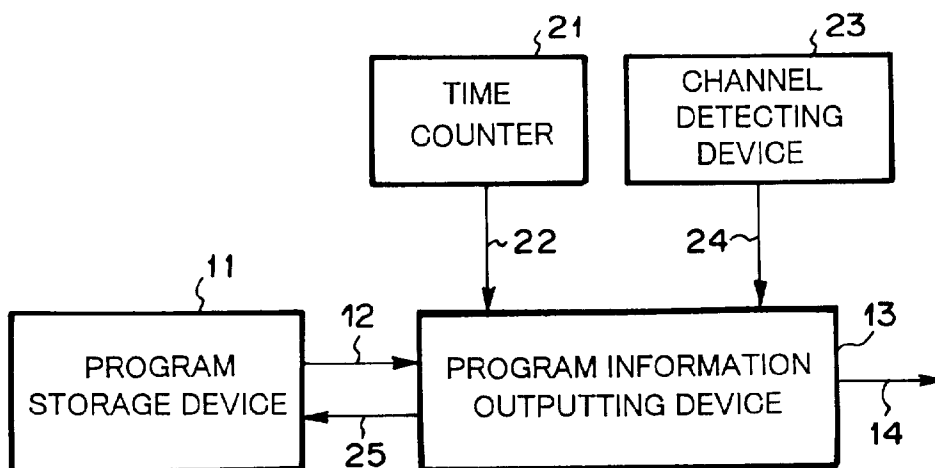 21
TIME
COUNTER
23
CHANNEL
DETECTING
DEVICE
22
24
11
PROGRAM
STORAGE DEVICE
12
25
13
PROGRAM INFORMATION
OUTPUTTING DEVICE
14